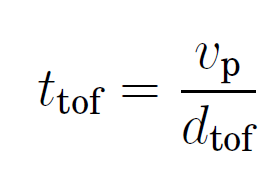 t_tof = v_p / d_tof